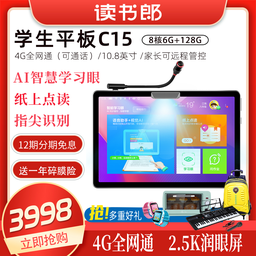 读书郎
学生平板C15
8核6G+128G
4G全网通（可通话）/10.8英寸/家长可远程管控
AI智慧学习眼
纸上点读
指尖识别
12期分期免息
送一年碎膜险
3998
立即抢购
抢!多重好礼
4G全网通 2.5K润眼屏